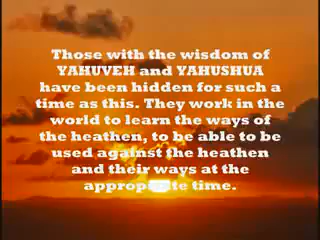 Those with the wisdom of
YAHUVEH and YAHUSHUA
have been hidden for such a
time as this. They work in the
world to learn the ways of
the heathen, to be able to be
used against the heathen
and their ways at the
appropriate time.